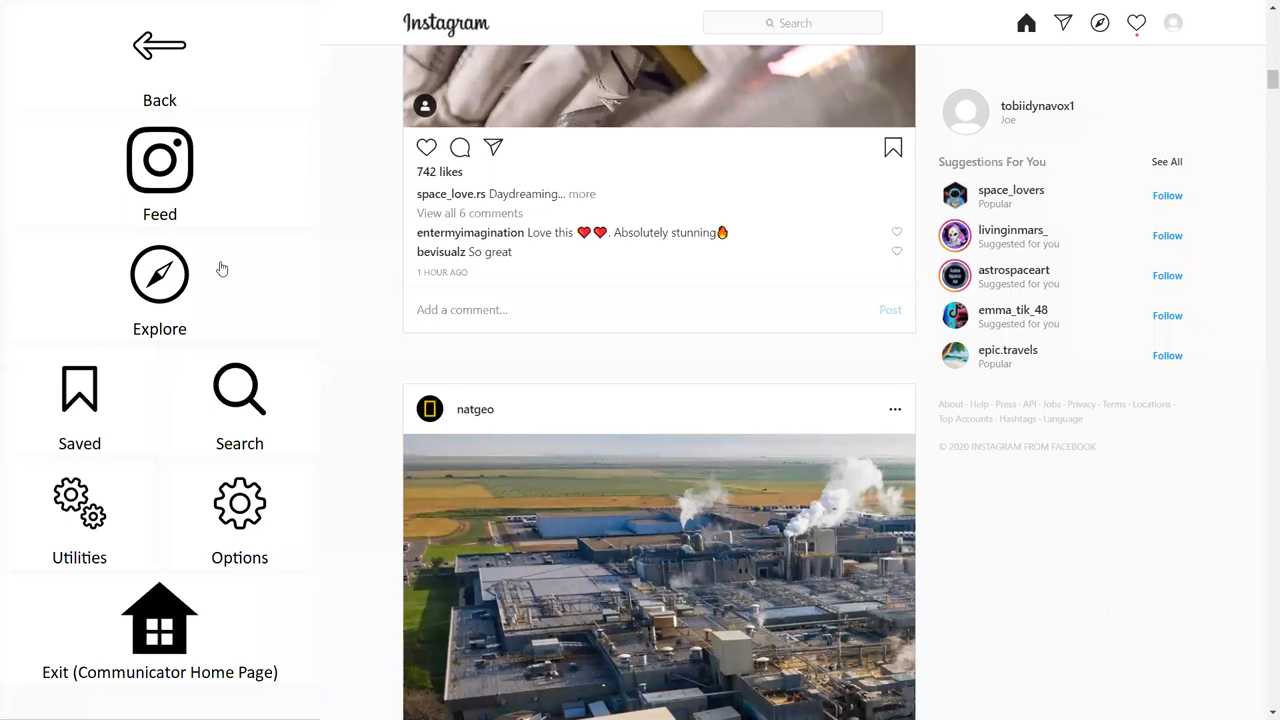 Back
Feed
Explore
Saved
Search
Utilities
Options
Exit (Communicator Home Page)
Instagram
Search
742 likes
space_love.rs Daydreaming... more
View all 6 comments
entermyimagination Love this ❤️❤️. Absolutely stunning🔥
bevisualz So great
1 HOUR AGO
Add a comment... Post
natgeo
tobiidynavox1
Joe
Suggestions For You See All
space_lovers
Popular
Follow
livinginmars_
Suggested for you
Follow
astrospaceart
Suggested for you
Follow
emma_tik_48
Suggested for you
Follow
epic.travels
Popular
Follow
About · Help · Press · API · Jobs · Privacy · Terms · Locations ·
Top Accounts · Hashtags · Language
© 2020 INSTAGRAM FROM FACEBOOK